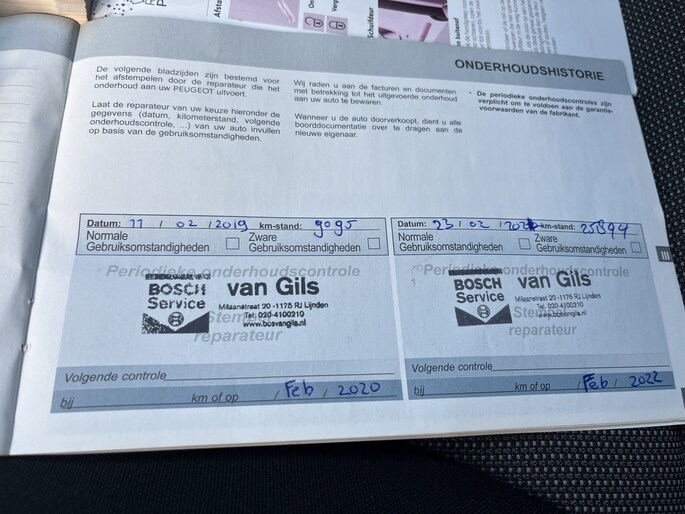 ONDERHOUDSHISTORIE
De volgende bladzijden zijn bestemd voor
het afstempelen door de reparateur die het
onderhoud aan uw PEUGEOT uitvoert.
Laat de reparateur van uw keuze hieronder de
gegevens (datum, kilometerstand, volgende
onderhoudscontrole, ...) van uw auto invullen
op basis van de gebruiksomstandigheden.
Wij raden u aan de facturen en documenten
met betrekking tot het uitgevoerde onderhoud
aan uw auto te bewaren.
Wanneer u de auto doorverkoopt, dient u alle
boorddocumentatie over te dragen aan de
nieuwe eigenaar.
* De periodieke onderhoudscontroles zijn
verplicht om te voldoen aan de garantie-
voorwaarden van de fabrikant.
Datum: 11 / 02 / 2019 km-stand: 9095
Normale
Gebruiksomstandigheden
Zware
Gebruiksomstandigheden
Periodieke onderhoudscontrole
BOSCH
Service
van Gils
Milaanstraat 20 - 1175 RJ Lijnden
Tel: 020-4100210
www.bcsvangils.nl
Stempel
reparateur
Volgende controle
bij km of op / Feb / 2020
Datum: 23 / 02 / km-stand:
Normale
Gebruiksomstandigheden
Zware
Gebruiksomstandigheden
Periodieke onderhoudscontrole
BOSCH
Service
van Gils
Milaanstraat 20 - 1175 RJ Lijnden
Tel: 020-4100210
www.bcsvangils.nl
Stempel
reparateur
Volgende controle
bij km of op / Feb / 2022
III